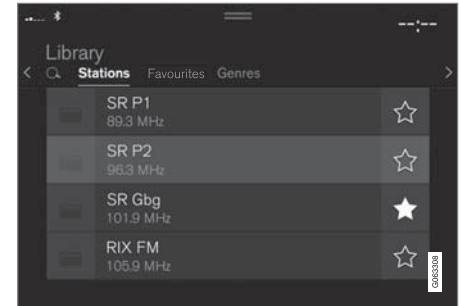 --:--
Library
Stations Favourites Genres
SR P1
89.3 MHz
SR P2
96.3 MHz
SR Gbg
101.9 MHz
RIX FM
105.9 MHz
G063308